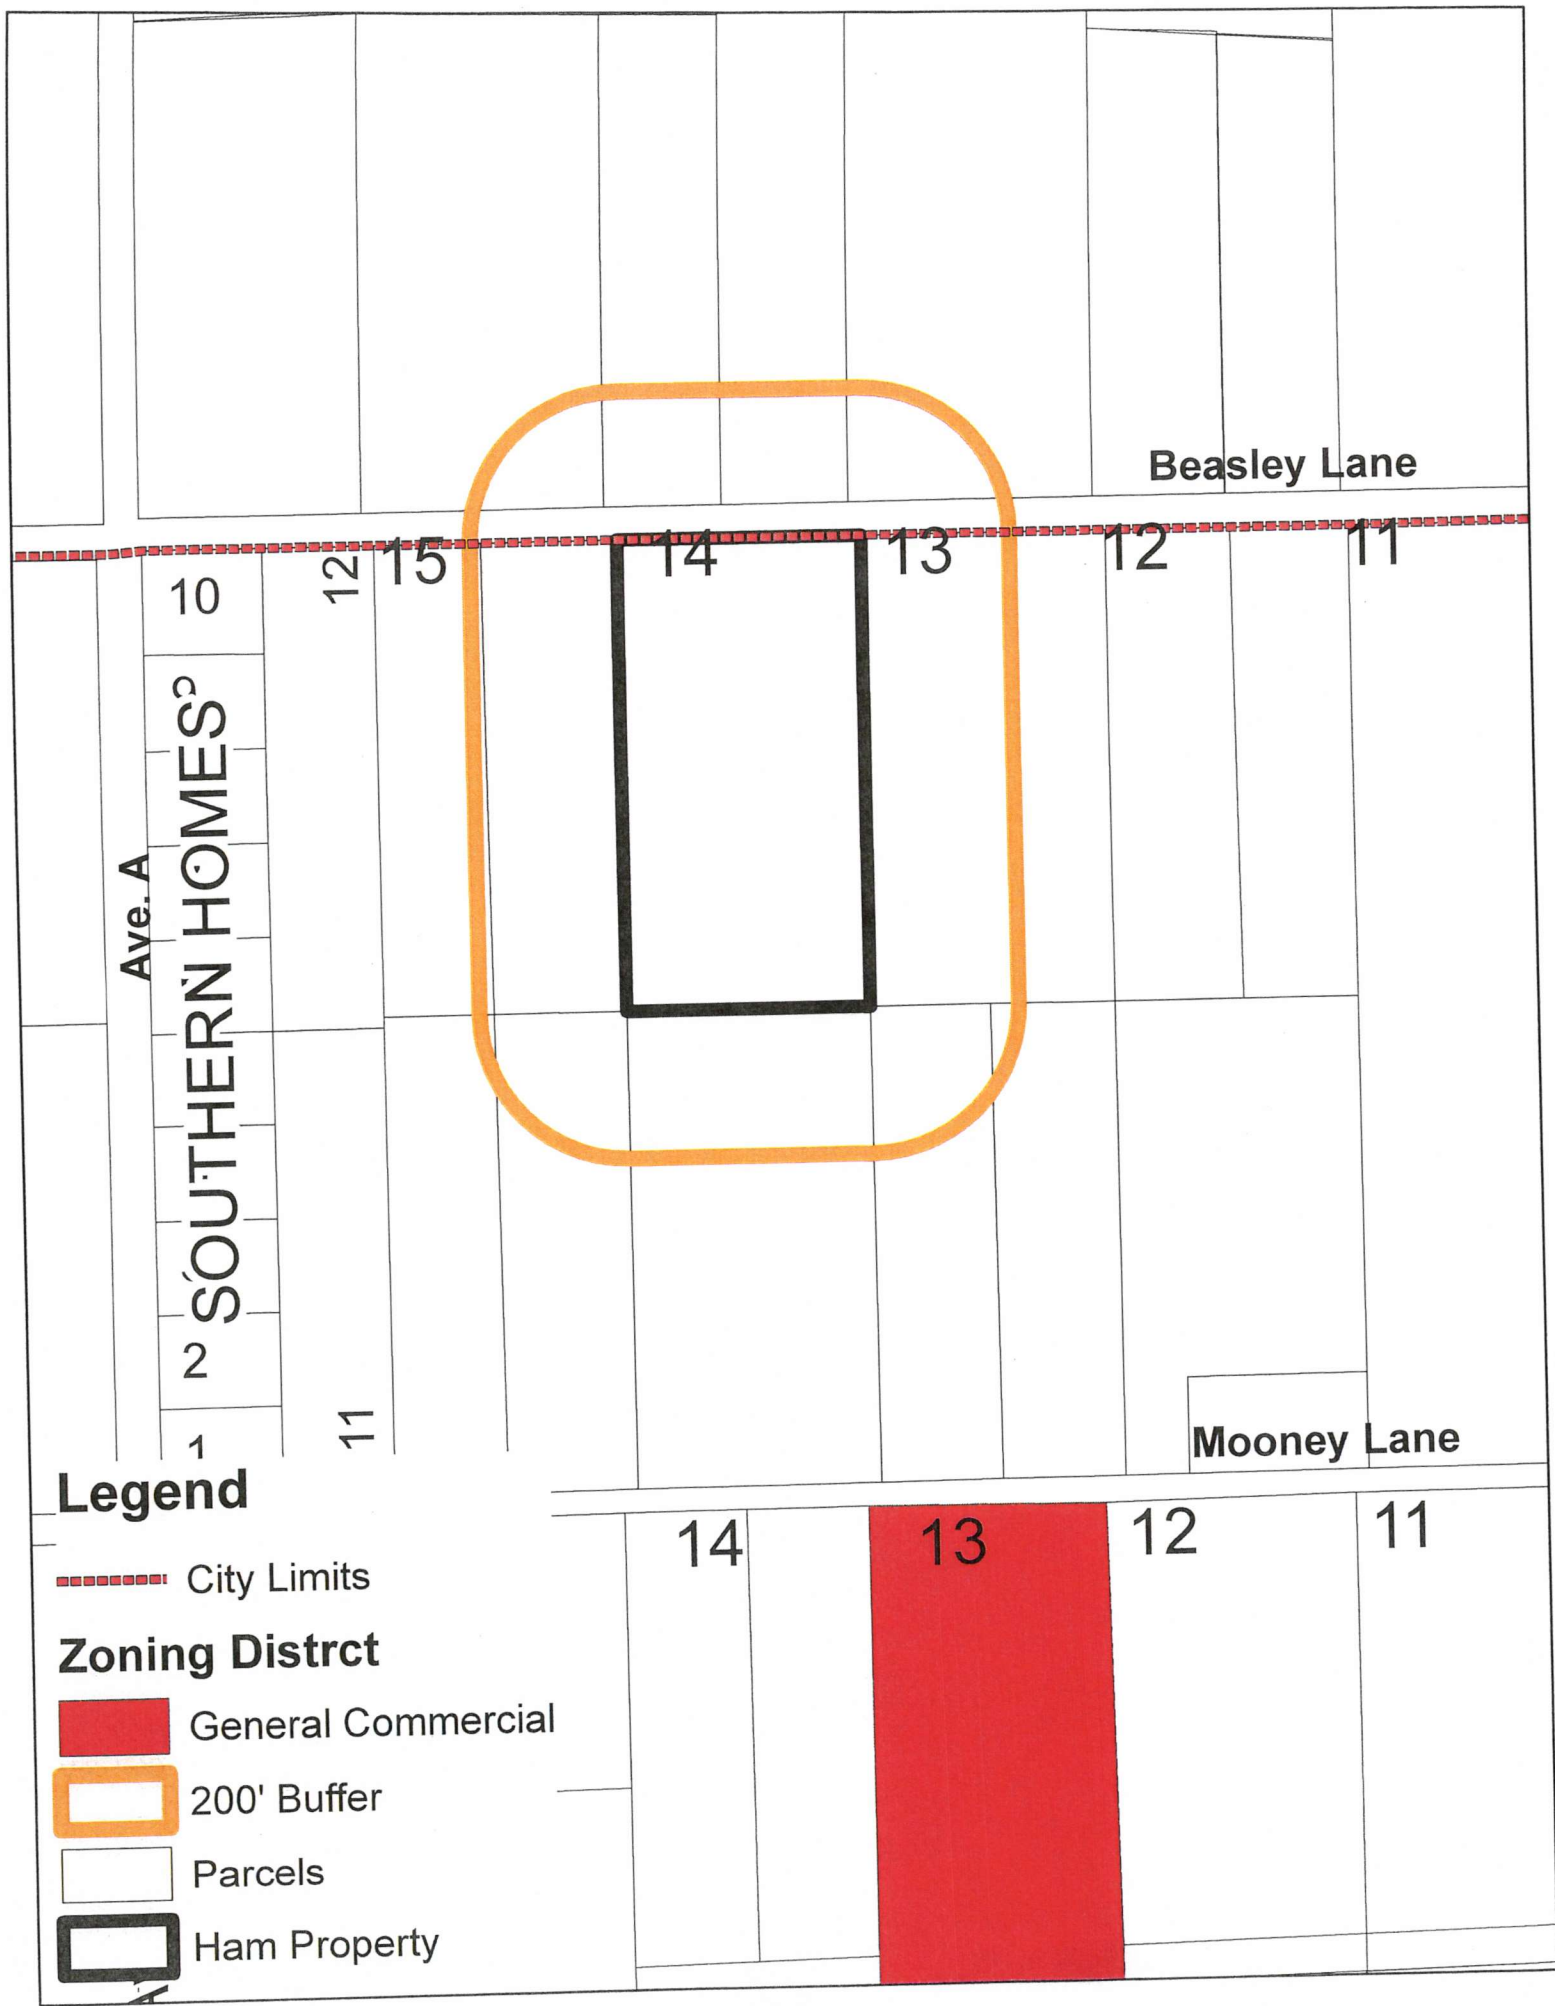 Beasley Lane
15
14
13
12
11
10
12
SOUTHERN HOMES
Ave. A
2
1
11
Mooney Lane
14
13
12
11
Legend
City Limits
Zoning Distrct
General Commercial
200' Buffer
Parcels
Ham Property